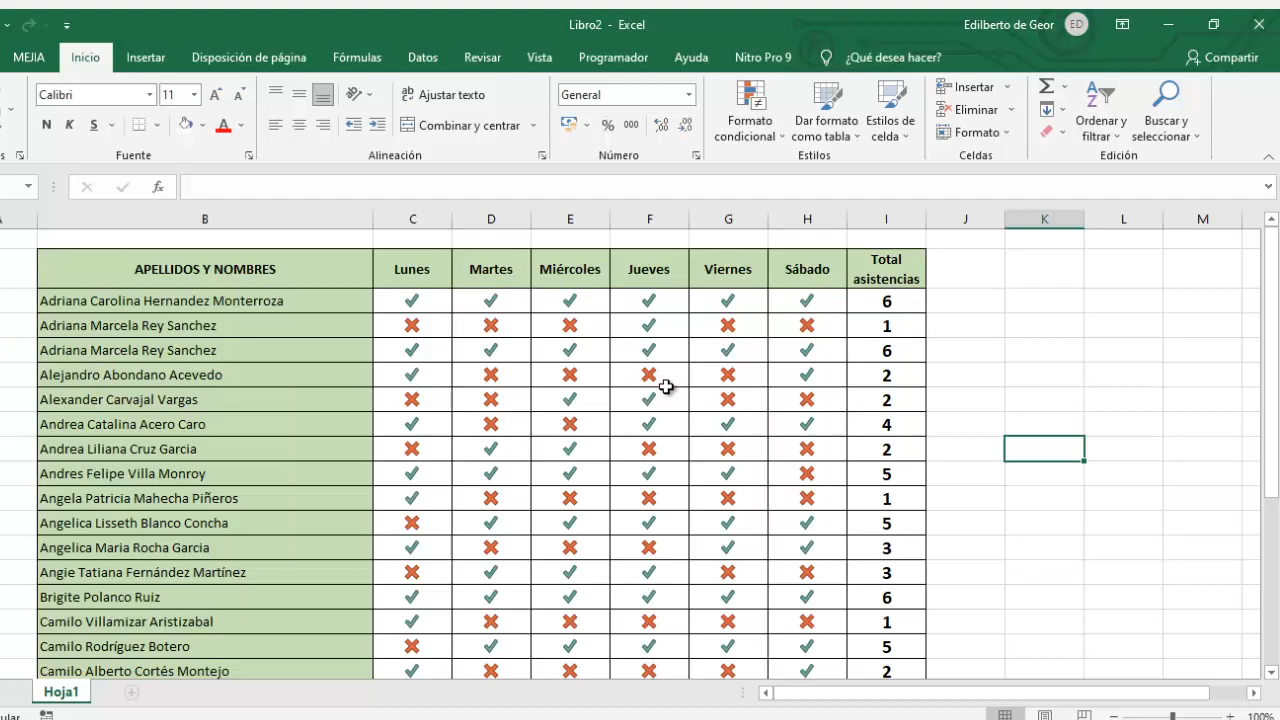 Libro2 - Excel
Edilberto de Geor
ED
MEJIA
Inicio
Insertar
Disposición de página
Fórmulas
Datos
Revisar
Vista
Programador
Ayuda
Nitro Pro 9
¿Qué desea hacer?
Compartir
Calibri
11
Ajustar texto
General
Insertar
Eliminar
Formato
N K S
Combinar y centrar
% 000
Formato condicional
Dar formato como tabla
Estilos de celda
Ordenar y filtrar
Buscar y seleccionar
Fuente
Alineación
Número
Estilos
Celdas
Edición
fx
B C D E F G H I J K L M
APELLIDOS Y NOMBRES Lunes Martes Miércoles Jueves Viernes Sábado Total asistencias
Adriana Carolina Hernandez Monterroza ✔ ✔ ✔ ✔ ✔ ✔ 6
Adriana Marcela Rey Sanchez ✖ ✖ ✖ ✔ ✖ ✖ 1
Adriana Marcela Rey Sanchez ✔ ✔ ✔ ✔ ✔ ✔ 6
Alejandro Abondano Acevedo ✔ ✖ ✖ ✖ ✖ ✔ 2
Alexander Carvajal Vargas ✖ ✖ ✔ ✔ ✖ ✖ 2
Andrea Catalina Acero Caro ✔ ✖ ✖ ✔ ✔ ✔ 4
Andrea Liliana Cruz Garcia ✖ ✔ ✔ ✖ ✖ ✖ 2
Andres Felipe Villa Monroy ✔ ✔ ✔ ✔ ✔ ✖ 5
Angela Patricia Mahecha Piñeros ✔ ✖ ✖ ✖ ✖ ✖ 1
Angelica Lisseth Blanco Concha ✖ ✔ ✔ ✔ ✔ ✔ 5
Angelica Maria Rocha Garcia ✔ ✖ ✖ ✖ ✔ ✔ 3
Angie Tatiana Fernández Martínez ✖ ✔ ✔ ✔ ✖ ✖ 3
Brigite Polanco Ruiz ✔ ✔ ✔ ✔ ✔ ✔ 6
Camilo Villamizar Aristizabal ✔ ✖ ✖ ✖ ✖ ✖ 1
Camilo Rodríguez Botero ✖ ✔ ✔ ✔ ✔ ✔ 5
Camilo Alberto Cortés Montejo ✔ ✖ ✖ ✖ ✖ ✔ 2
Hoja1
100%